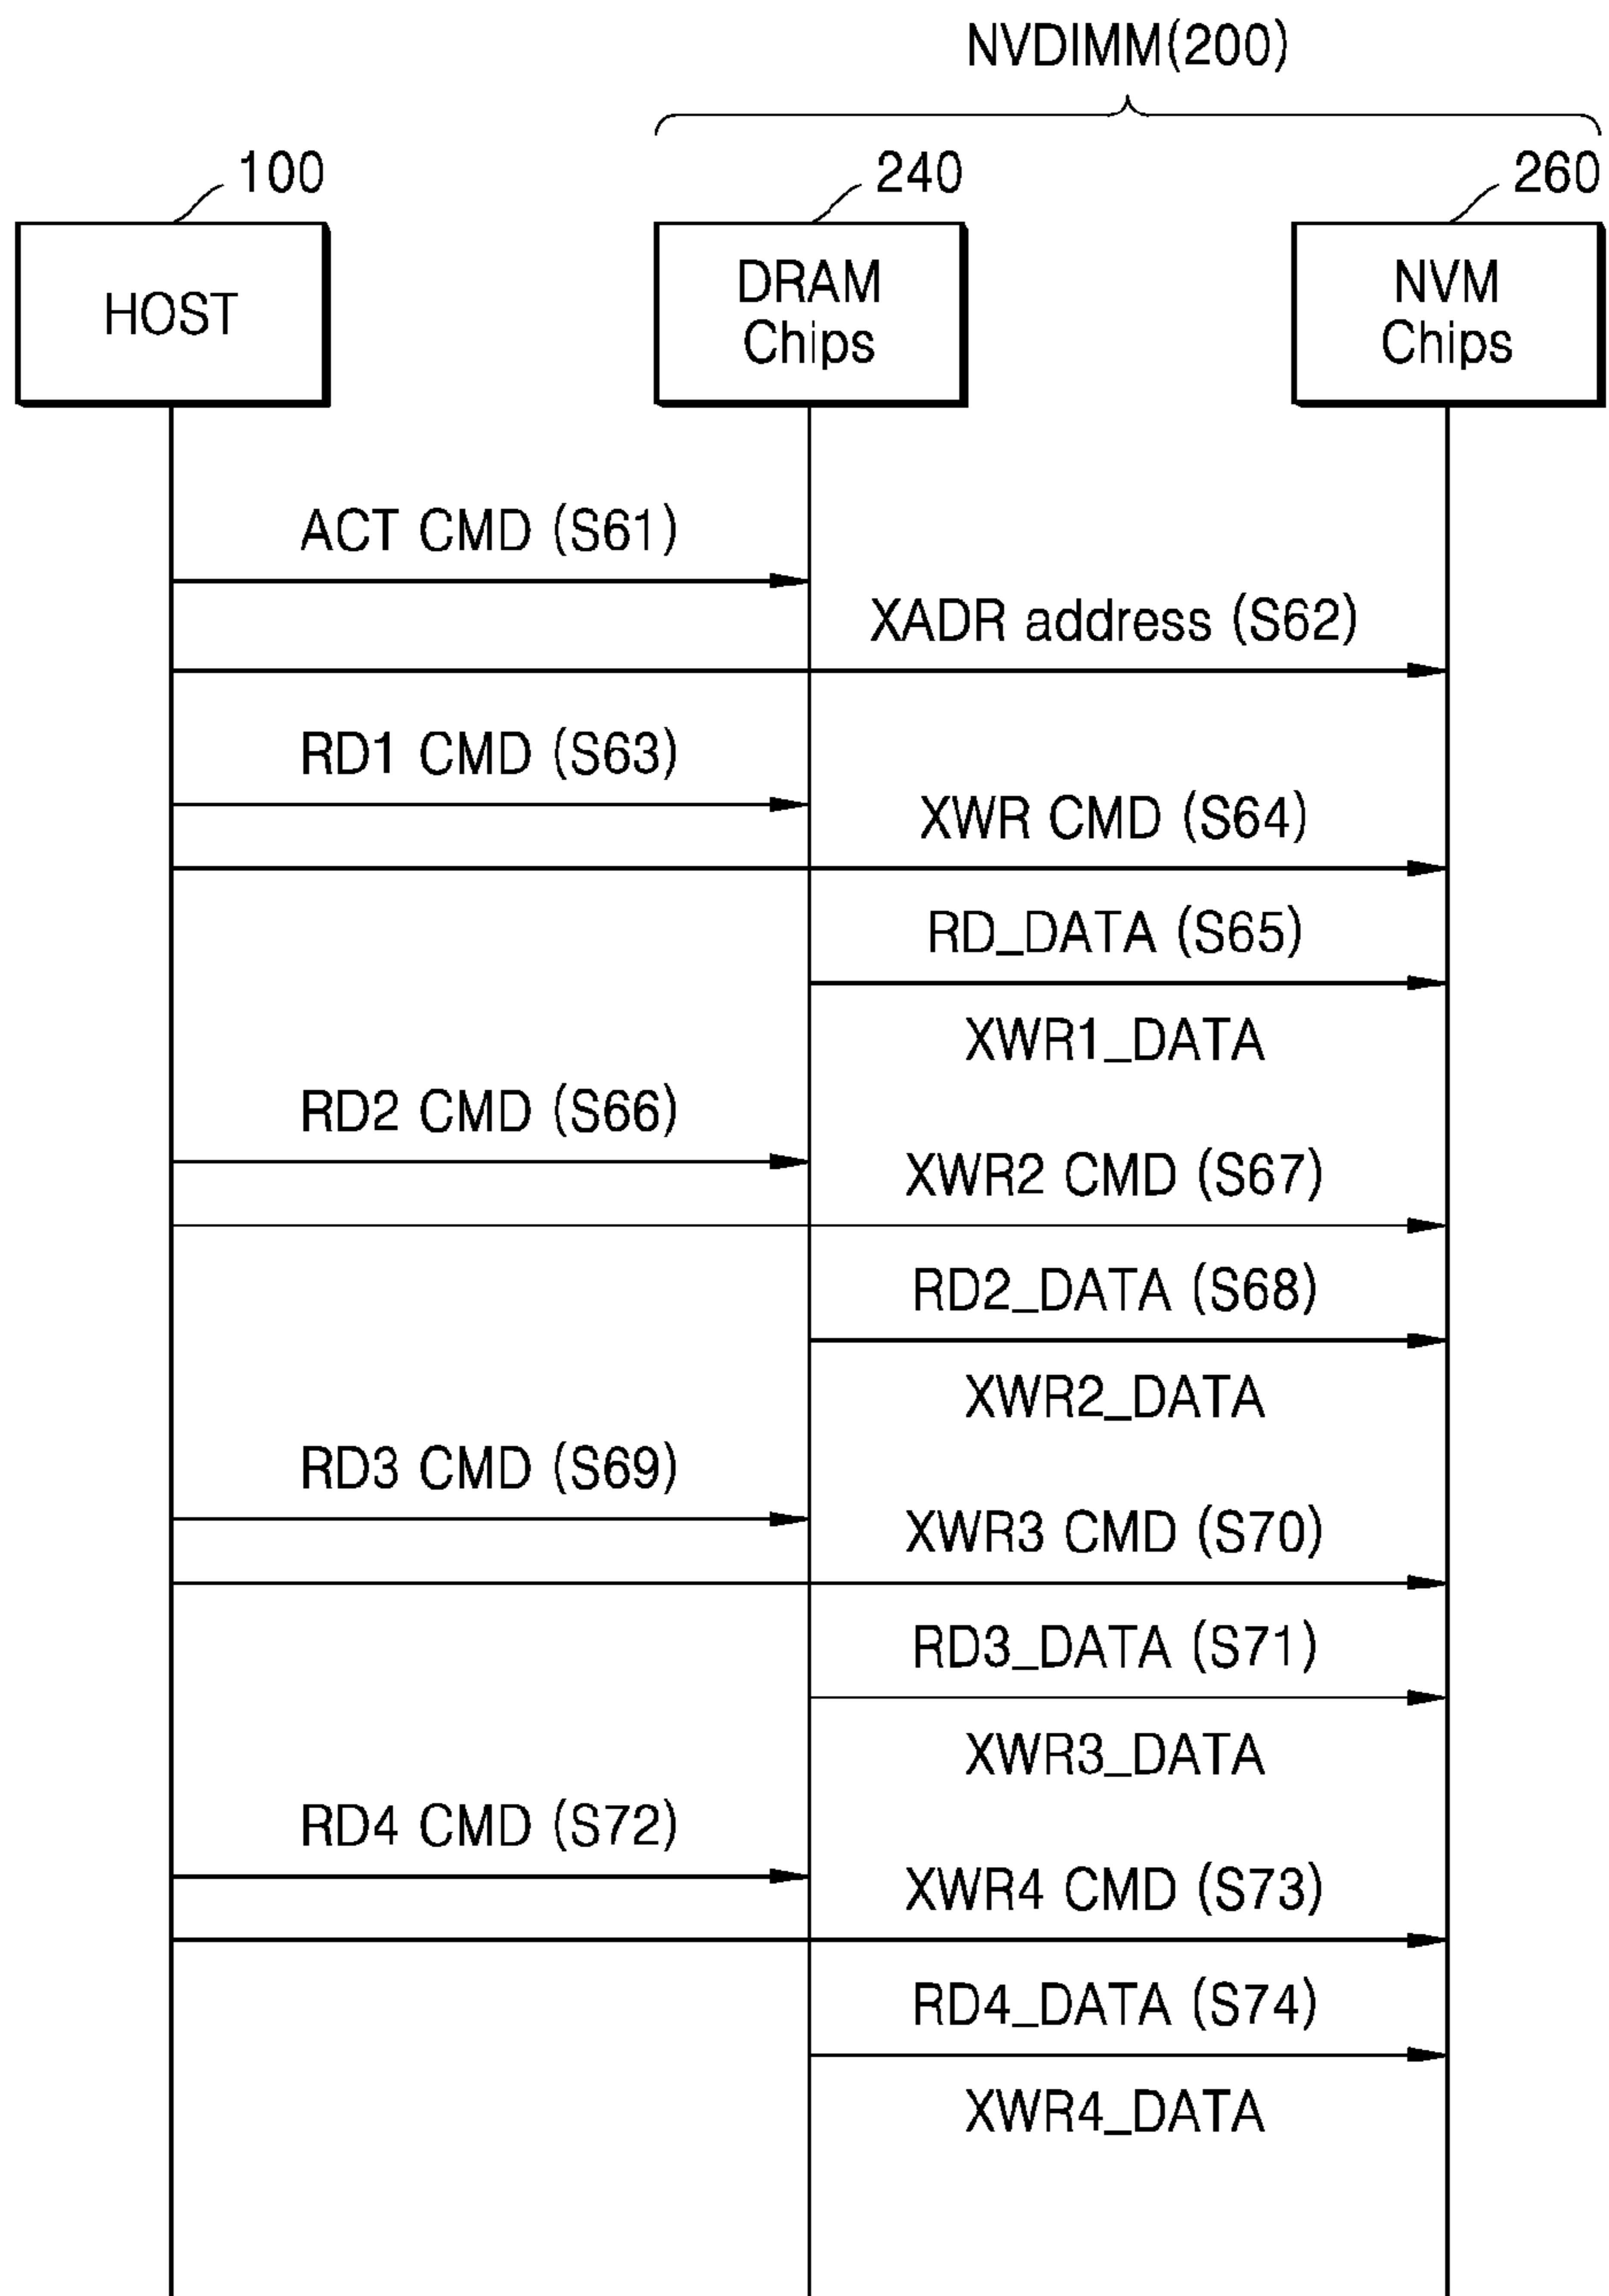 NVDIMM(200)
100
240
260
HOST
DRAM
Chips
NVM
Chips
ACT CMD (S61)
XADR address (S62)
RD1 CMD (S63)
XWR CMD (S64)
RD_DATA (S65)
XWR1_DATA
RD2 CMD (S66)
XWR2 CMD (S67)
RD2_DATA (S68)
XWR2_DATA
RD3 CMD (S69)
XWR3 CMD (S70)
RD3_DATA (S71)
XWR3_DATA
RD4 CMD (S72)
XWR4 CMD (S73)
RD4_DATA (S74)
XWR4_DATA